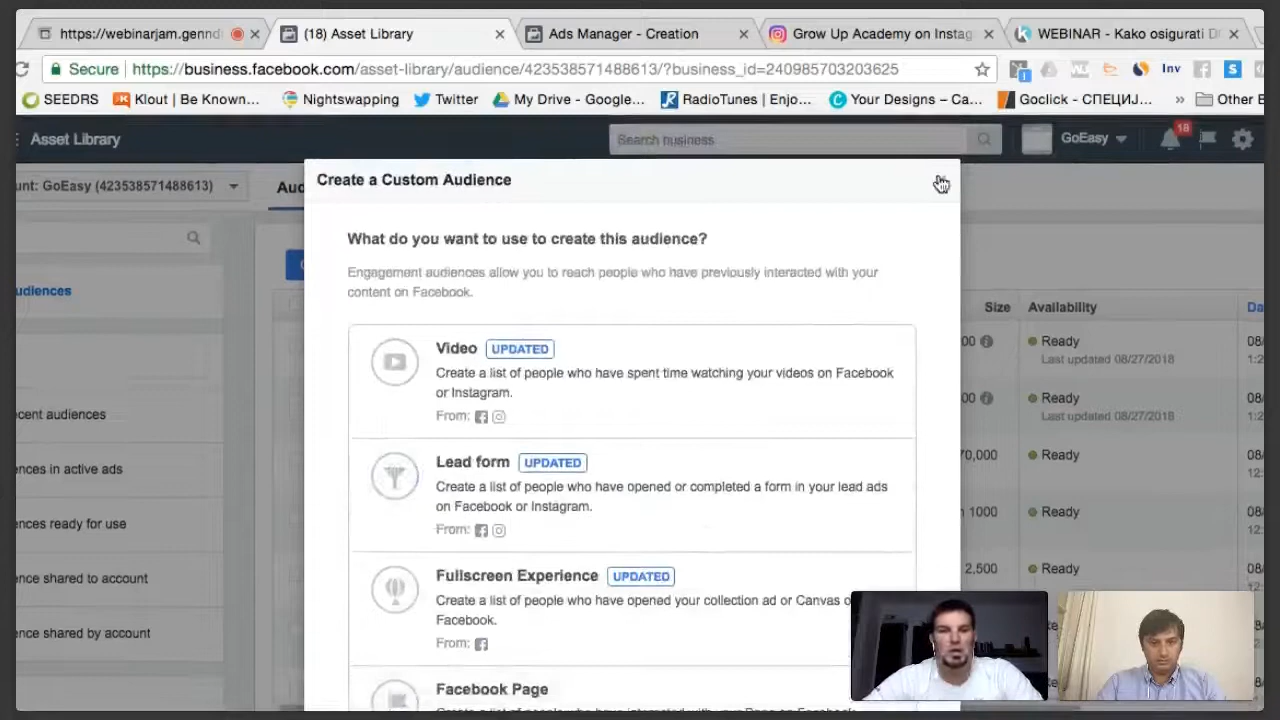 https://webinarjam.gennd
(18) Asset Library
Ads Manager - Creation
Grow Up Academy on Instag
WEBINAR - Kako osigurati D
Secure
https://business.facebook.com/asset-library/audience/423538571488613/?business_id=240985703203625
Inv
SEEDRS
Klout | Be Known...
Nightswapping
Twitter
My Drive - Google...
RadioTunes | Enjo...
Your Designs – Ca...
Goclick - СПЕЦИЈ...
» Other B
Asset Library
Search business
GoEasy
18
unt: GoEasy (423538571488613)
Aud
Create a Custom Audience
What do you want to use to create this audience?
Engagement audiences allow you to reach people who have previously interacted with your
content on Facebook.
udiences
cent audiences
ences in active ads
ences ready for use
ence shared to account
ence shared by account
Video UPDATED
Create a list of people who have spent time watching your videos on Facebook
or Instagram.
From:
Lead form UPDATED
Create a list of people who have opened or completed a form in your lead ads
on Facebook or Instagram.
From:
Fullscreen Experience UPDATED
Create a list of people who have opened your collection ad or Canvas o
Facebook.
From:
Facebook Page
Size Availability Da
00 Ready 08/
Last updated 08/27/2018 1:2
00 Ready 08/
Last updated 08/27/2018
70,000 Ready 08/
n 1000 Ready 08/
2,500 Ready 08/